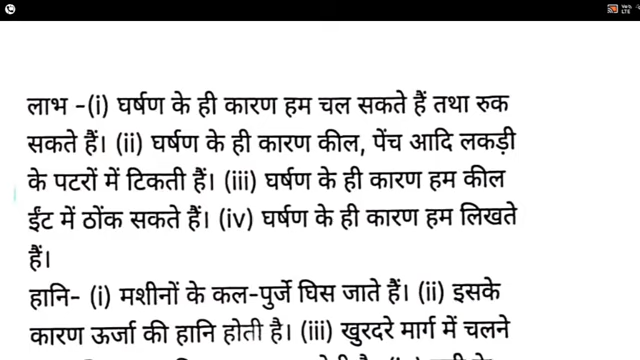 लाभ -(i) घर्षण के ही कारण हम चल सकते हैं तथा रुक
सकते हैं। (ii) घर्षण के ही कारण कील, पेंच आदि लकड़ी
के पटरों में टिकती हैं। (iii) घर्षण के ही कारण हम कील
ईंट में ठोंक सकते हैं। (iv) घर्षण के ही कारण हम लिखते
हैं।
हानि- (i) मशीनों के कल-पुर्जे घिस जाते हैं। (ii) इसके
कारण ऊर्जा की हानि होती है। (iii) खुरदरे मार्ग में चलने